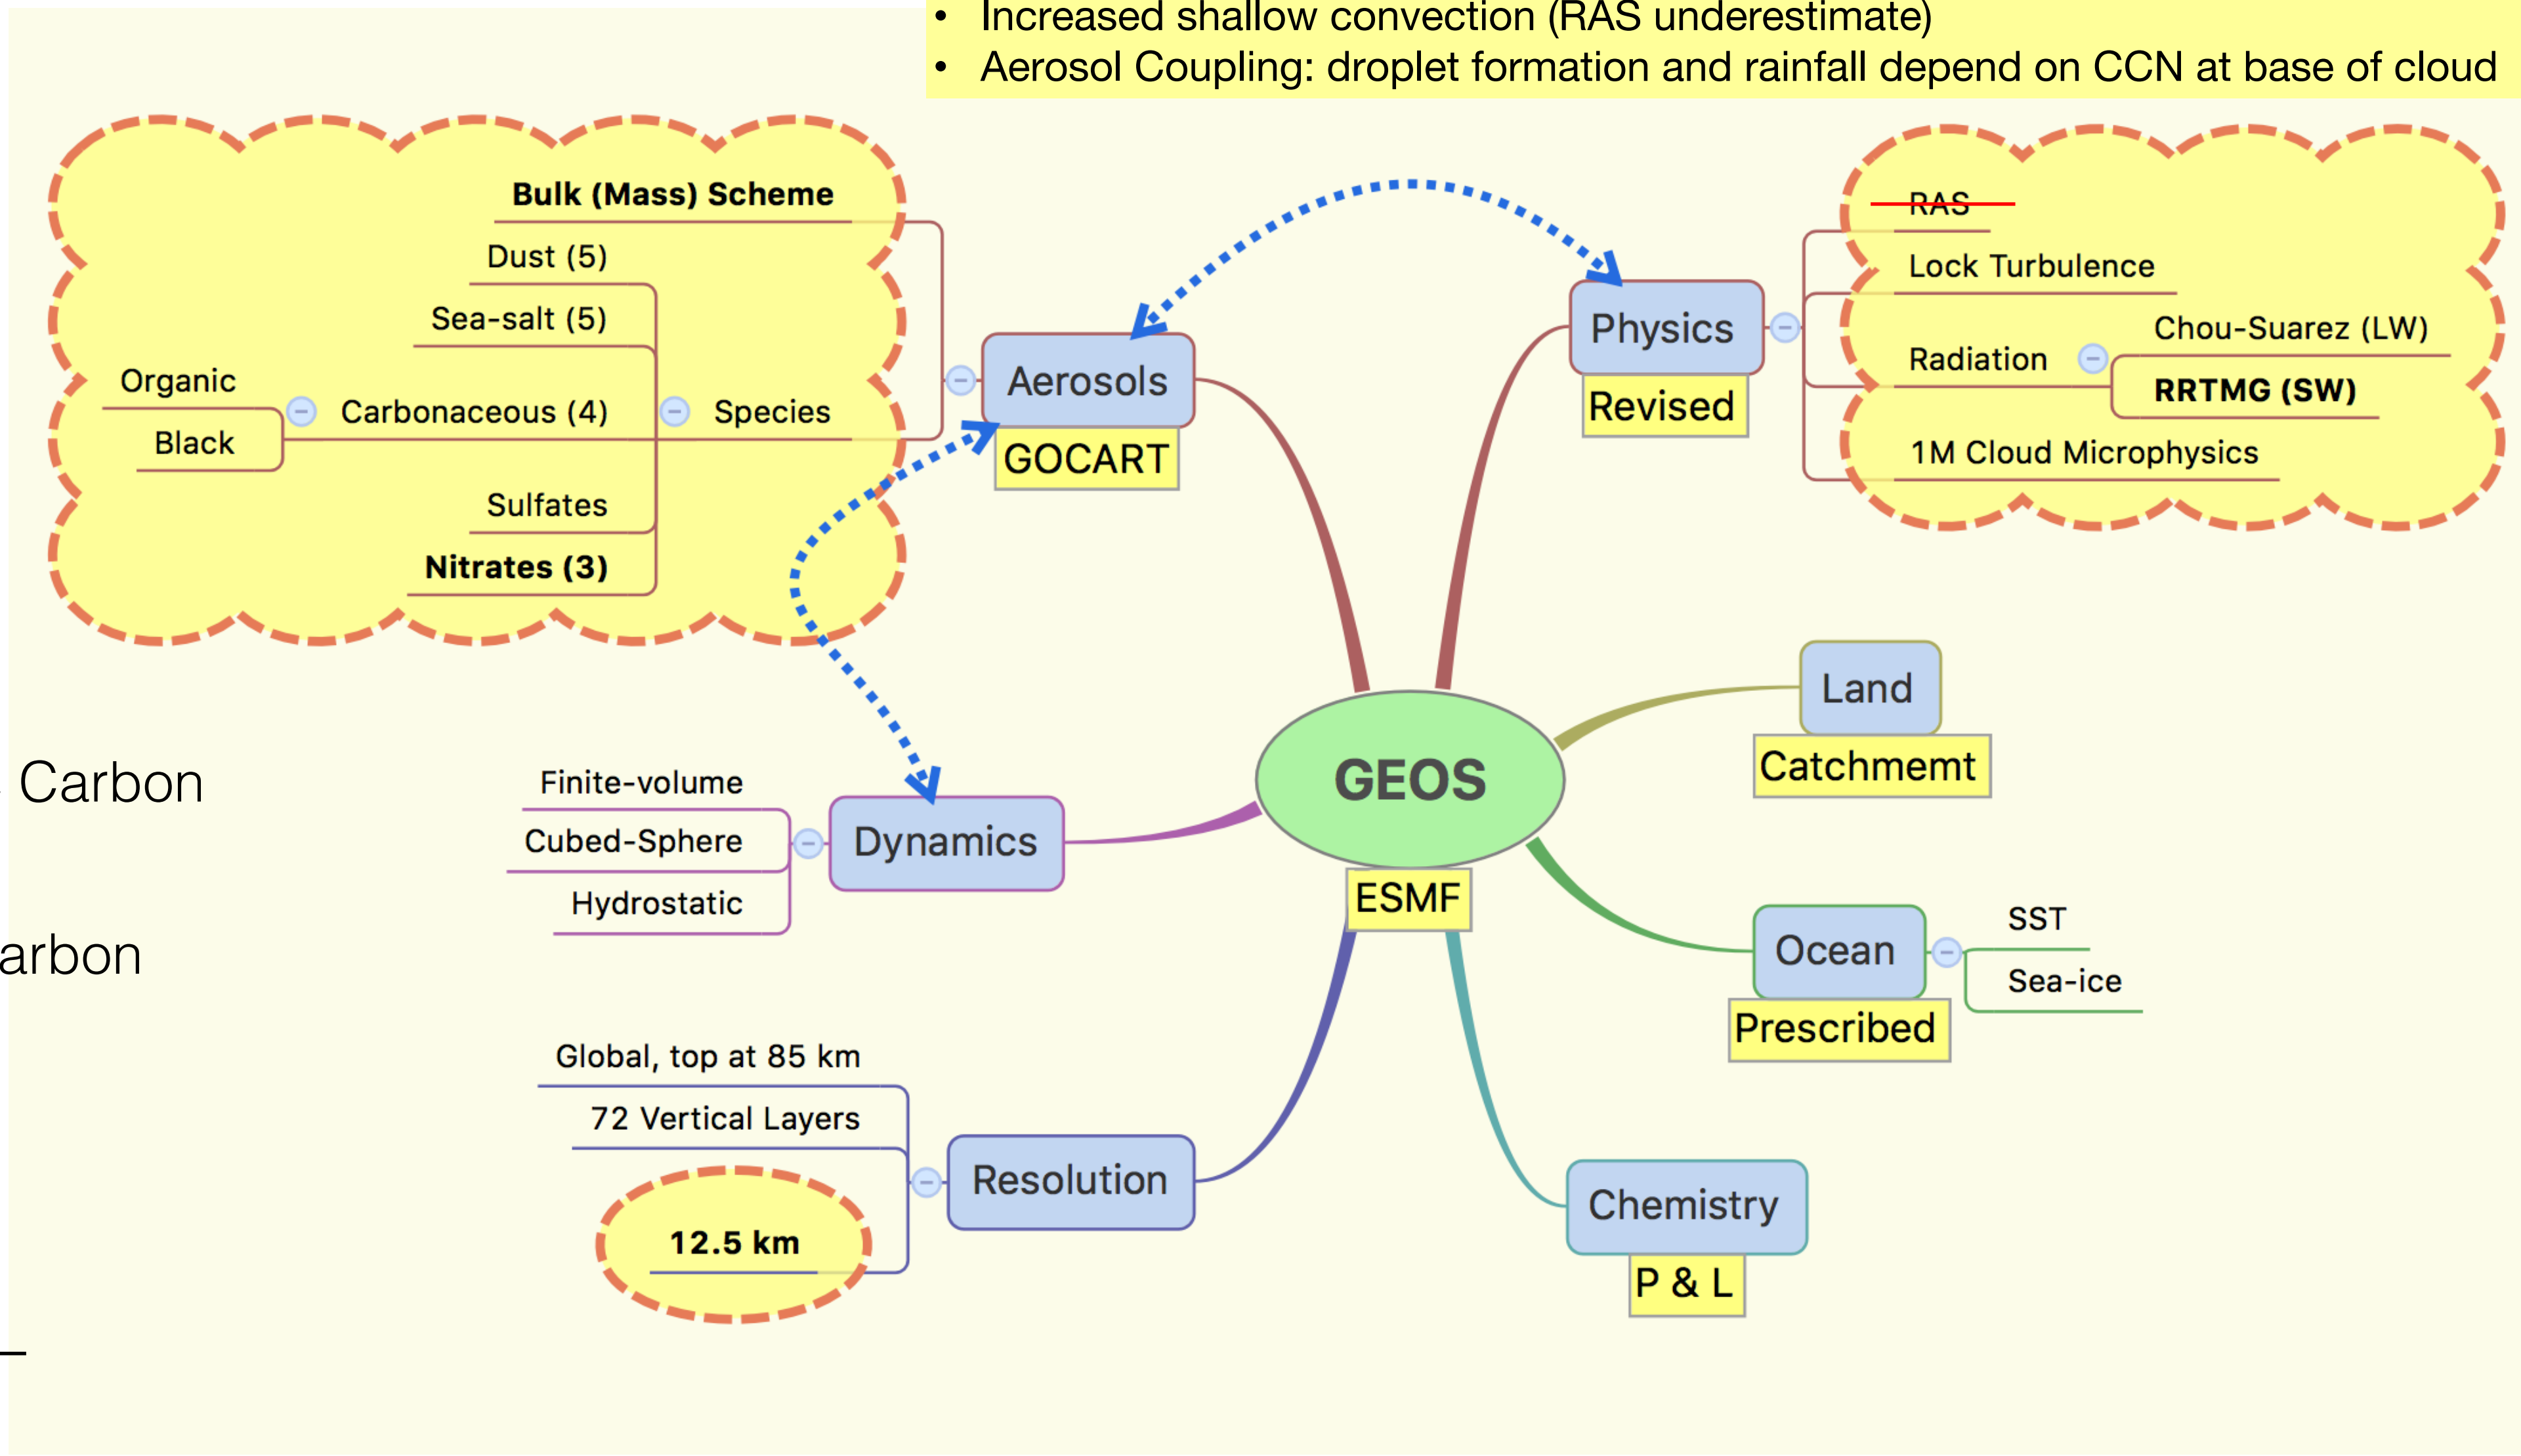 • Increased shallow convection (RAS underestimate)
• Aerosol Coupling: droplet formation and rainfall depend on CCN at base of cloud
Bulk (Mass) Scheme
Dust (5)
Sea-salt (5)
Organic
Black
Carbonaceous (4)
Species
Sulfates
Nitrates (3)
Aerosols
GOCART
Physics
Revised
RAS
Lock Turbulence
Radiation
Chou-Suarez (LW)
RRTMG (SW)
1M Cloud Microphysics
Land
Catchmemt
GEOS
ESMF
Carbon
arbon
Finite-volume
Cubed-Sphere
Hydrostatic
Dynamics
Ocean
Prescribed
SST
Sea-ice
Global, top at 85 km
72 Vertical Layers
12.5 km
Resolution
Chemistry
P & L